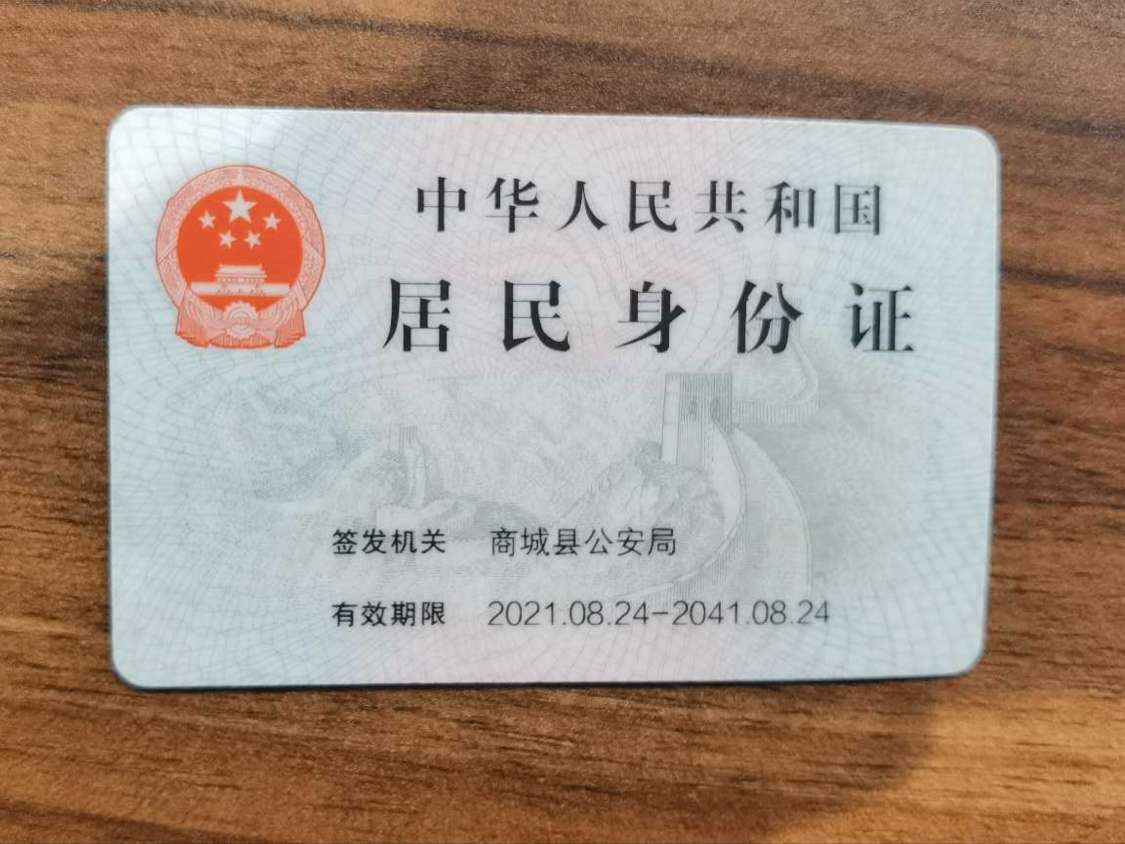 中华人民共和国
居民身份证
签发机关 商城县公安局
有效期限 2021.08.24-2041.08.24